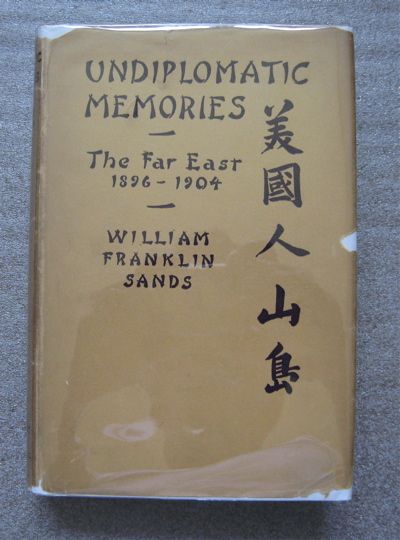 UNDIPLOMATIC
MEMORIES
The Far East
1896-1904
WILLIAM
FRANKLIN
SANDS
美國人山島